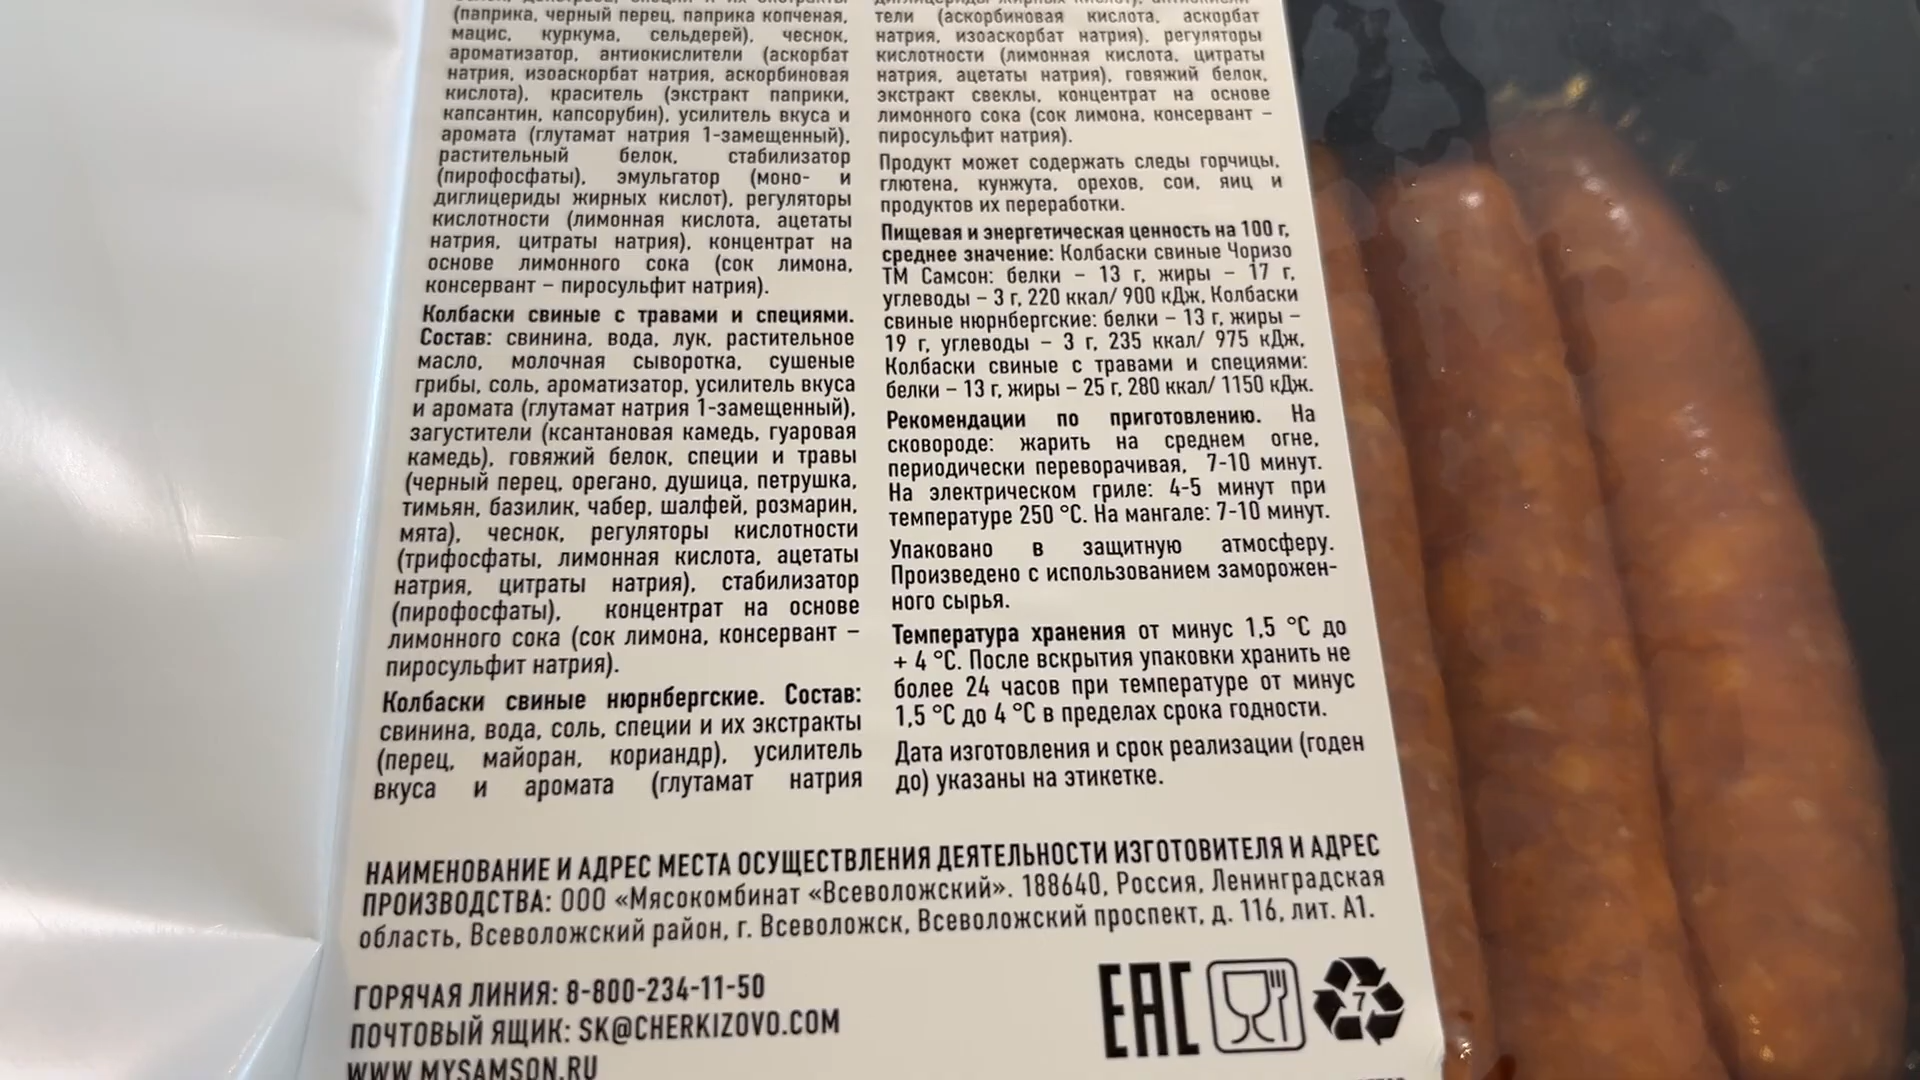 (паприка, черный перец, паприка копченая,
мацис, куркума, сельдерей), чеснок,
ароматизатор, антиокислители (аскорбат
натрия, изоаскорбат натрия, аскорбиновая
кислота), краситель (экстракт паприки,
капсантин, капсорубин), усилитель вкуса и
аромата (глутамат натрия 1-замещенный),
растительный белок, стабилизатор
(пирофосфаты), эмульгатор (моно- и
диглицериды жирных кислот), регуляторы
кислотности (лимонная кислота, ацетаты
натрия, цитраты натрия), концентрат на
основе лимонного сока (сок лимона,
консервант – пиросульфит натрия).
Колбаски свиные с травами и специями.
Состав: свинина, вода, лук, растительное
масло, молочная сыворотка, сушеные
грибы, соль, ароматизатор, усилитель вкуса
и аромата (глутамат натрия 1-замещенный),
загустители (ксантановая камедь, гуаровая
камедь), говяжий белок, специи и травы
(черный перец, орегано, душица, петрушка,
тимьян, базилик, чабер, шалфей, розмарин,
мята), чеснок, регуляторы кислотности
(трифосфаты, лимонная кислота, ацетаты
натрия, цитраты натрия), стабилизатор
(пирофосфаты), концентрат на основе
лимонного сока (сок лимона, консервант –
пиросульфит натрия).
Колбаски свиные нюрнбергские. Состав:
свинина, вода, соль, специи и их экстракты
(перец, майоран, кориандр), усилитель
вкуса и аромата (глутамат натрия
тели (аскорбиновая кислота, аскорбат
натрия, изоаскорбат натрия), регуляторы
кислотности (лимонная кислота, цитраты
натрия, ацетаты натрия), говяжий белок,
экстракт свеклы, концентрат на основе
лимонного сока (сок лимона, консервант –
пиросульфит натрия).
Продукт может содержать следы горчицы,
глютена, кунжута, орехов, сои, яиц и
продуктов их переработки.
Пищевая и энергетическая ценность на 100 г,
среднее значение: Колбаски свиные Чоризо
ТМ Самсон: белки – 13 г, жиры – 17 г,
углеводы – 3 г, 220 ккал/ 900 кДж, Колбаски
свиные нюрнбергские: белки – 13 г, жиры –
19 г, углеводы – 3 г, 235 ккал/ 975 кДж,
Колбаски свиные с травами и специями:
белки – 13 г, жиры – 25 г, 280 ккал/ 1150 кДж.
Рекомендации по приготовлению. На
сковороде: жарить на среднем огне,
периодически переворачивая, 7-10 минут.
На электрическом гриле: 4-5 минут при
температуре 250 °С. На мангале: 7-10 минут.
Упаковано в защитную атмосферу.
Произведено с использованием заморожен-
ного сырья.
Температура хранения от минус 1,5 °С до
+ 4 °С. После вскрытия упаковки хранить не
более 24 часов при температуре от минус
1,5 °С до 4 °С в пределах срока годности.
Дата изготовления и срок реализации (годен
до) указаны на этикетке.
НАИМЕНОВАНИЕ И АДРЕС МЕСТА ОСУЩЕСТВЛЕНИЯ ДЕЯТЕЛЬНОСТИ ИЗГОТОВИТЕЛЯ И АДРЕС
ПРОИЗВОДСТВА: ООО «Мясокомбинат «Всеволожский». 188640, Россия, Ленинградская
область, Всеволожский район, г. Всеволожск, Всеволожский проспект, д. 116, лит. А1.
ГОРЯЧАЯ ЛИНИЯ: 8-800-234-11-50
ПОЧТОВЫЙ ЯЩИК: SK@CHERKIZOVO.COM
WWW.MYSAMSON.RU
EAC
7